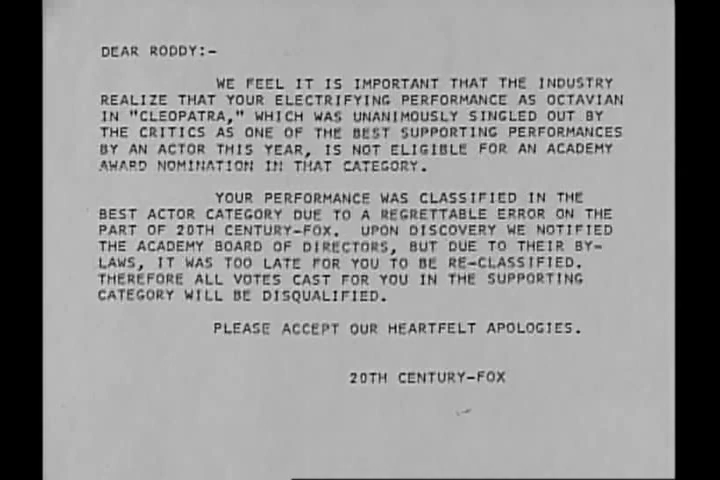 DEAR RODDY:-
WE FEEL IT IS IMPORTANT THAT THE INDUSTRY
REALIZE THAT YOUR ELECTRIFYING PERFORMANCE AS OCTAVIAN
IN "CLEOPATRA," WHICH WAS UNANIMOUSLY SINGLED OUT BY
THE CRITICS AS ONE OF THE BEST SUPPORTING PERFORMANCES
BY AN ACTOR THIS YEAR, IS NOT ELIGIBLE FOR AN ACADEMY
AWARD NOMINATION IN THAT CATEGORY.
YOUR PERFORMANCE WAS CLASSIFIED IN THE
BEST ACTOR CATEGORY DUE TO A REGRETTABLE ERROR ON THE
PART OF 20TH CENTURY-FOX. UPON DISCOVERY WE NOTIFIED
THE ACADEMY BOARD OF DIRECTORS, BUT DUE TO THEIR BY-
LAWS, IT WAS TOO LATE FOR YOU TO BE RE-CLASSIFIED.
THEREFORE ALL VOTES CAST FOR YOU IN THE SUPPORTING
CATEGORY WILL BE DISQUALIFIED.
PLEASE ACCEPT OUR HEARTFELT APOLOGIES.
20TH CENTURY-FOX